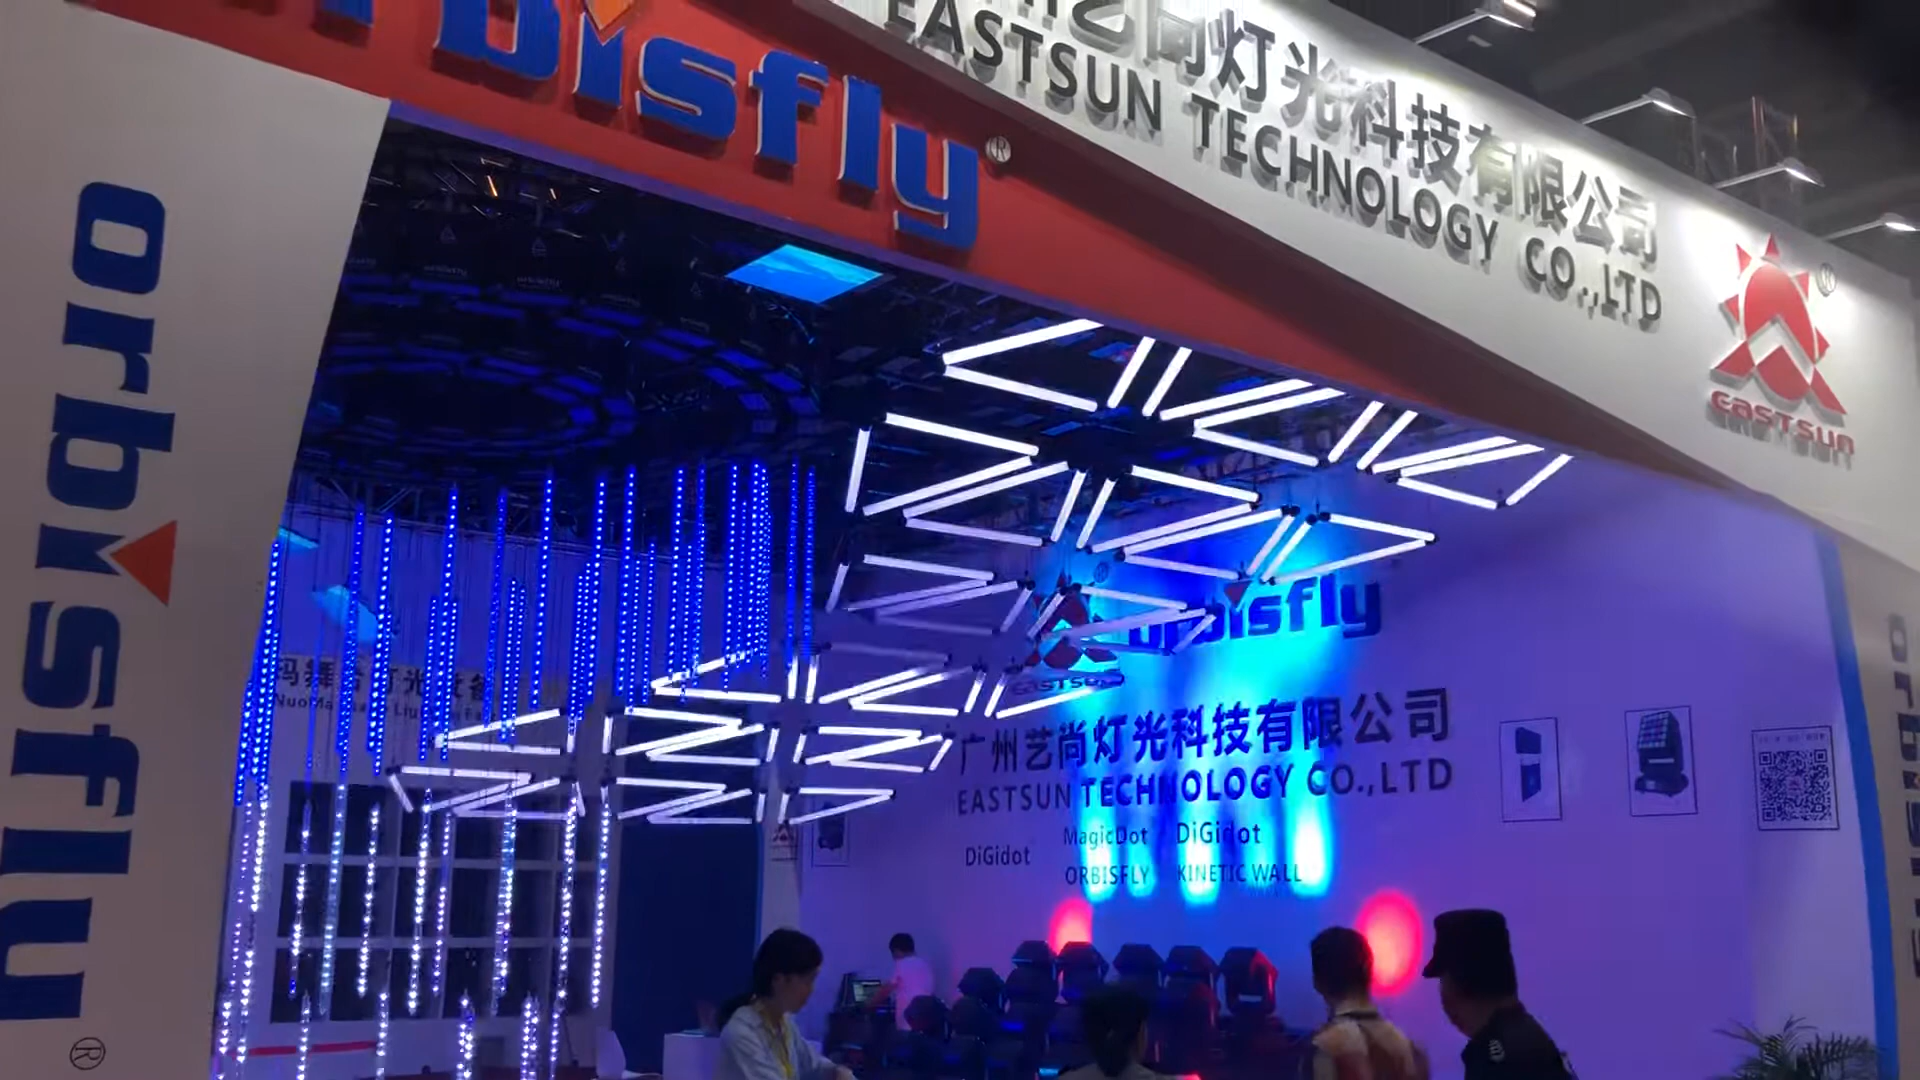 orbisfly
艺尚灯光科技有限公司
EASTSUN TECHNOLOGY CO.,LTD
®
®
EASTSUN
orbisfly
®
orbisfly
EASTSUN
广州艺尚灯光科技有限公司
EASTSUN TECHNOLOGY CO.,LTD
DiGidot
MagicDot DiGidot
ORBISFLY KINETIC WALL
orbisfly